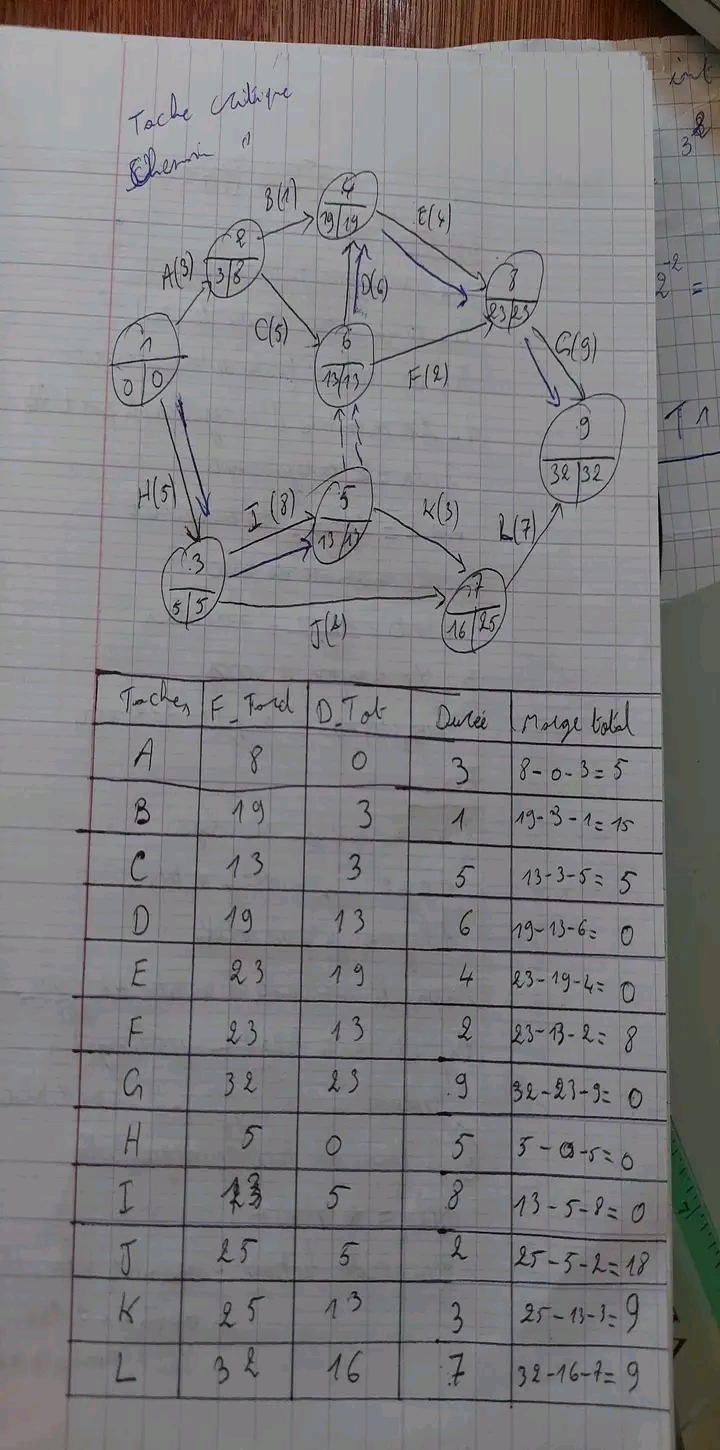 Tache critique
Chemin "
B(1)
4
19|19
E(4)
2
3|8
A(3)
8
23|23
D(6)
C(5)
1
0|0
6
13|13
F(2)
G(9)
9
32|32
H(5)
I(8)
5
13|13
K(3)
L(7)
3
5|5
7
16|25
J(2)
Taches F_Tard D_Tot Durée Marge total
A 8 0 3 8-0-3=5
B 19 3 1 19-3-1=15
C 13 3 5 13-3-5=5
D 19 13 6 19-13-6=0
E 23 19 4 23-19-4=0
F 23 13 2 23-13-2=8
G 32 23 9 32-23-9=0
H 5 0 5 5-0-5=0
I 13 5 8 13-5-8=0
J 25 5 2 25-5-2=18
K 25 13 3 25-13-3=9
L 32 16 7 32-16-7=9